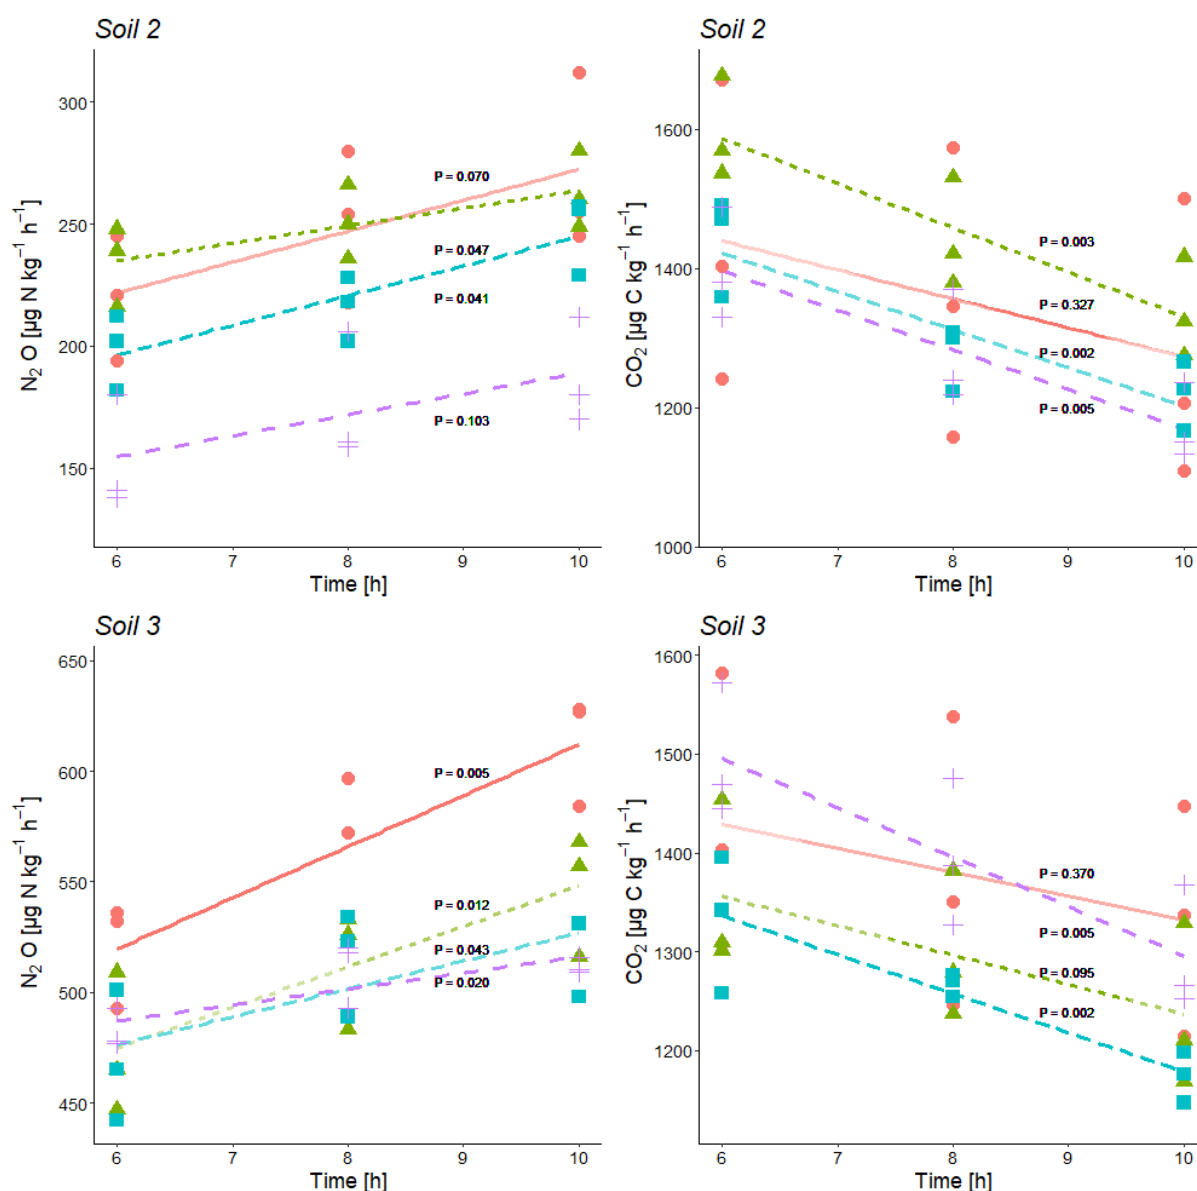 Soil 2
N₂ O [µg N kg⁻¹ h⁻¹]
300
250
200
150
P = 0.070
P = 0.047
P = 0.041
P = 0.103
6 7 8 9 10
Time [h]
Soil 2
CO₂ [µg C kg⁻¹ h⁻¹]
1600
1400
1200
1000
P = 0.003
P = 0.327
P = 0.002
P = 0.005
6 7 8 9 10
Time [h]
Soil 3
N₂ O [µg N kg⁻¹ h⁻¹]
650
600
550
500
450
P = 0.005
P = 0.012
P = 0.043
P = 0.020
6 7 8 9 10
Time [h]
Soil 3
CO₂ [µg C kg⁻¹ h⁻¹]
1600
1500
1400
1300
1200
P = 0.370
P = 0.005
P = 0.095
P = 0.002
6 7 8 9 10
Time [h]